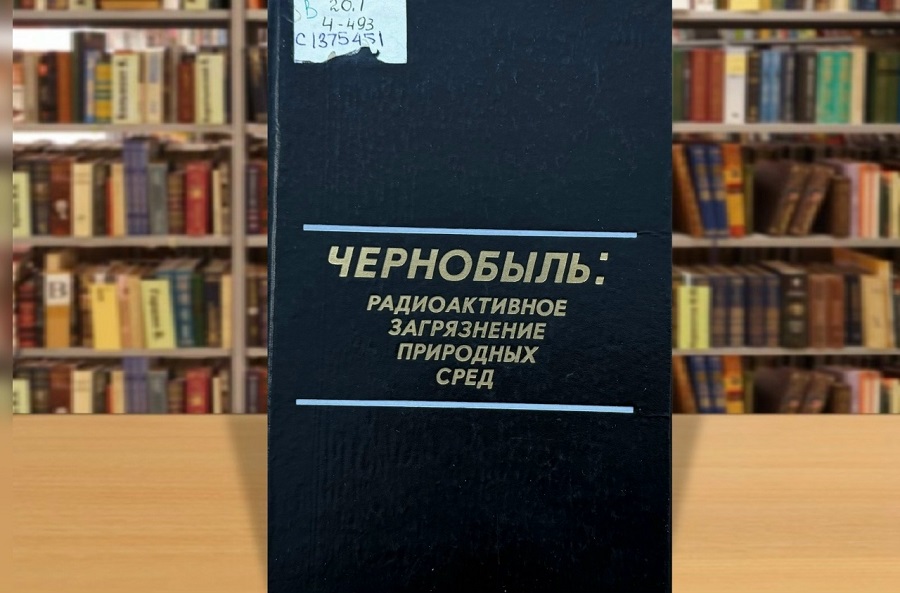 В 20.1
Ч-493
С1375451
ЧЕРНОБЫЛЬ:
РАДИОАКТИВНОЕ
ЗАГРЯЗНЕНИЕ
ПРИРОДНЫХ
СРЕД
В